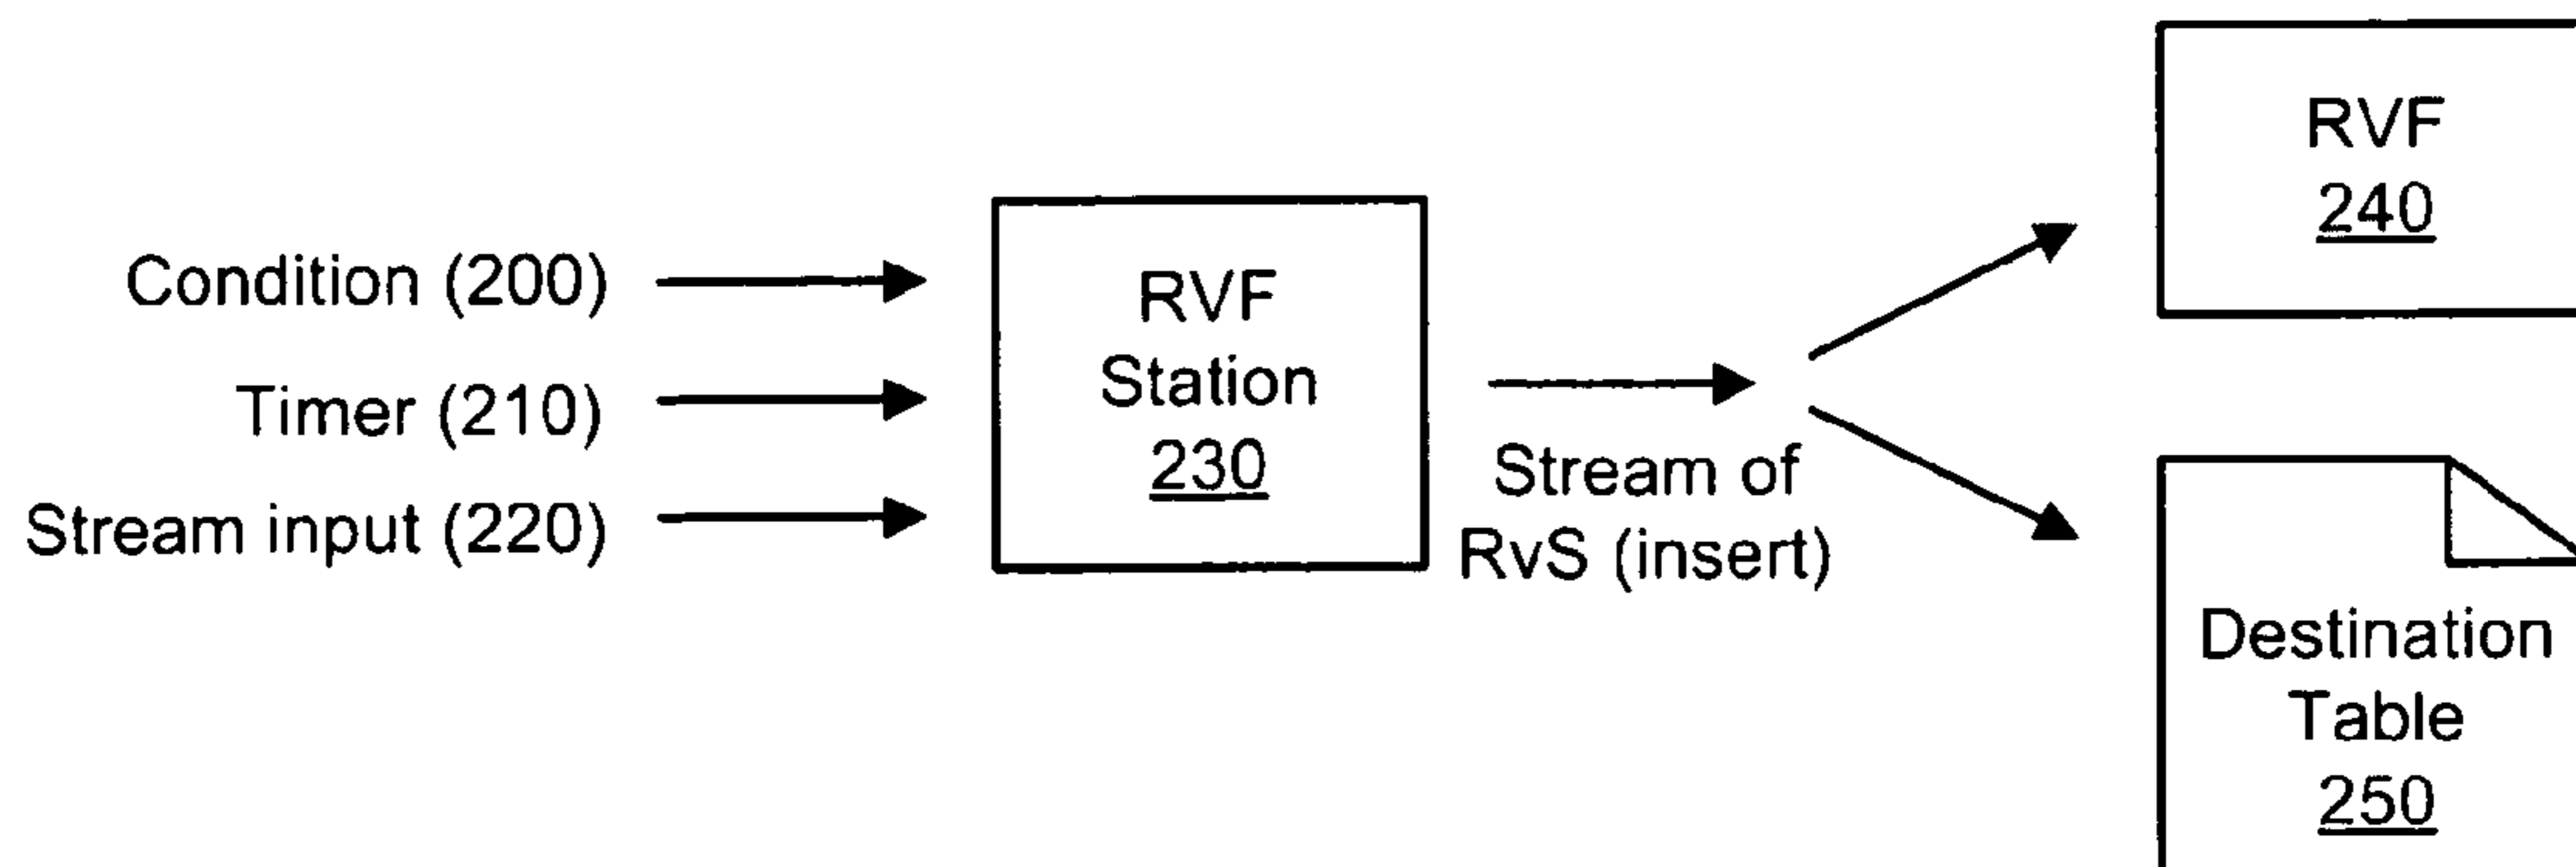 Condition (200)
Timer (210)
Stream input (220)
RVF
Station
230
Stream of
RvS (insert)
RVF
240
Destination
Table
250